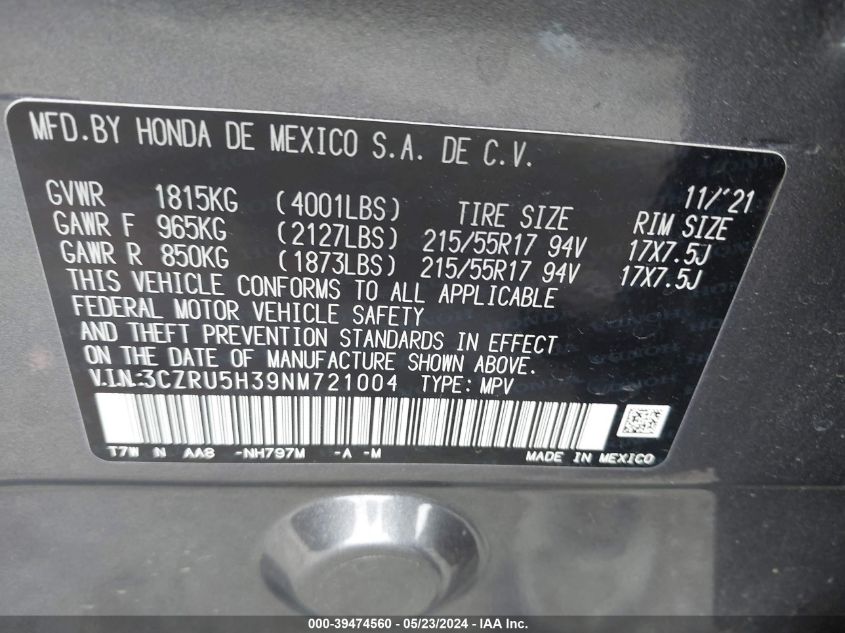 MFD.BY HONDA DE MEXICO S.A. DE C.V.
11/'21
GVWR 1815KG (4001LBS) TIRE SIZE RIM SIZE
GAWR F 965KG (2127LBS) 215/55R17 94V 17X7.5J
GAWR R 850KG (1873LBS) 215/55R17 94V 17X7.5J
THIS VEHICLE CONFORMS TO ALL APPLICABLE
FEDERAL MOTOR VEHICLE SAFETY
AND THEFT PREVENTION STANDARDS IN EFFECT
ON THE DATE OF MANUFACTURE SHOWN ABOVE.
V.I.N.:3CZRU5H39NM721004 TYPE: MPV
T7W N AA8 -NH797M -A -M MADE IN MEXICO
000-39474560 - 05/23/2024 - IAA Inc.